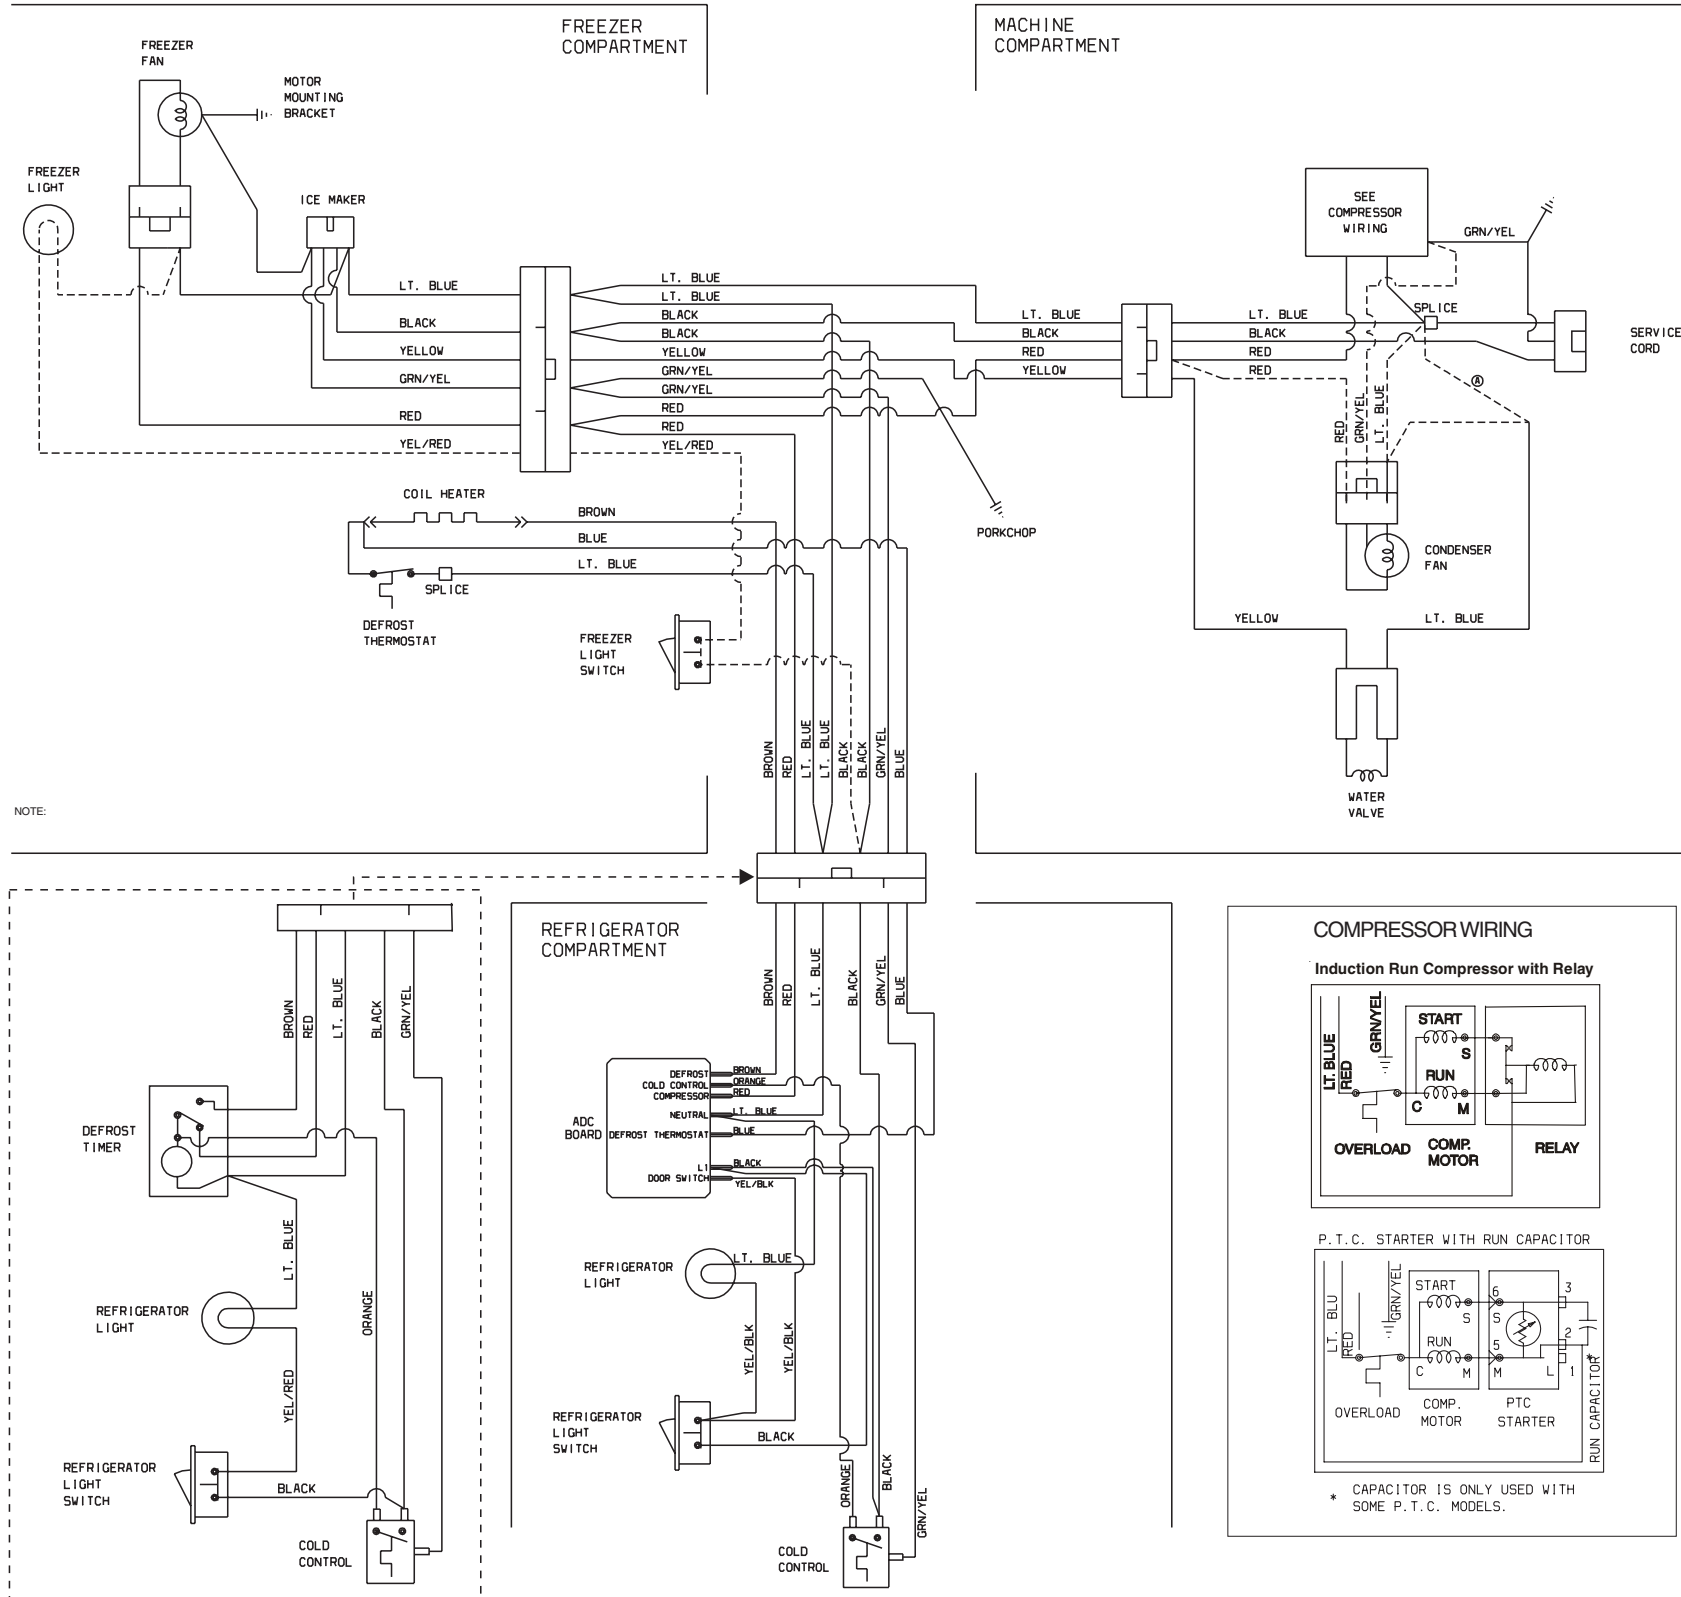 FREEZER
COMPARTMENT
MACHINE
COMPARTMENT
FREEZER
FAN
MOTOR
MOUNTING
BRACKET
FREEZER
LIGHT
ICE MAKER
LT. BLUE
BLACK
YELLOW
GRN/YEL
RED
YEL/RED
LT. BLUE
LT. BLUE
BLACK
BLACK
YELLOW
GRN/YEL
GRN/YEL
RED
RED
YEL/RED
LT. BLUE
BLACK
RED
YELLOW
LT. BLUE
BLACK
RED
RED
SEE
COMPRESSOR
WIRING
GRN/YEL
SPLICE
SERVICE
CORD
A
RED
GRN/YEL
LT. BLUE
CONDENSER
FAN
YELLOW
LT. BLUE
WATER
VALVE
PORKCHOP
COIL HEATER
BROWN
BLUE
LT. BLUE
SPLICE
DEFROST
THERMOSTAT
FREEZER
LIGHT
SWITCH
BROWN
RED
LT. BLUE
LT. BLUE
BLACK
BLACK
GRN/YEL
BLUE
NOTE:
BROWN
RED
LT. BLUE
BLACK
GRN/YEL
DEFROST
TIMER
LT. BLUE
REFRIGERATOR
LIGHT
ORANGE
YEL/RED
REFRIGERATOR
LIGHT
SWITCH
BLACK
COLD
CONTROL
REFRIGERATOR
COMPARTMENT
BROWN
RED
LT. BLUE
BLACK
GRN/YEL
BLUE
ADC
BOARD
DEFROST BROWN
COLD CONTROL ORANGE
COMPRESSOR RED
NEUTRAL LT. BLUE
DEFROST THERMOSTAT BLUE
L1 BLACK
DOOR SWITCH YEL/BLK
REFRIGERATOR
LIGHT
LT. BLUE
YEL/BLK
YEL/BLK
REFRIGERATOR
LIGHT
SWITCH
BLACK
ORANGE
BLACK
GRN/YEL
COLD
CONTROL
COMPRESSOR WIRING
Induction Run Compressor with Relay
LT. BLUE
RED
GRN/YEL
START
S
RUN
C
M
OVERLOAD
COMP.
MOTOR
RELAY
P.T.C. STARTER WITH RUN CAPACITOR
LT. BLU
RED
GRN/YEL
START
S
RUN
C
M
6
S
5
M
L
3
2
1
*
RUN CAPACITOR
OVERLOAD
COMP.
MOTOR
PTC
STARTER
* CAPACITOR IS ONLY USED WITH
SOME P.T.C. MODELS.